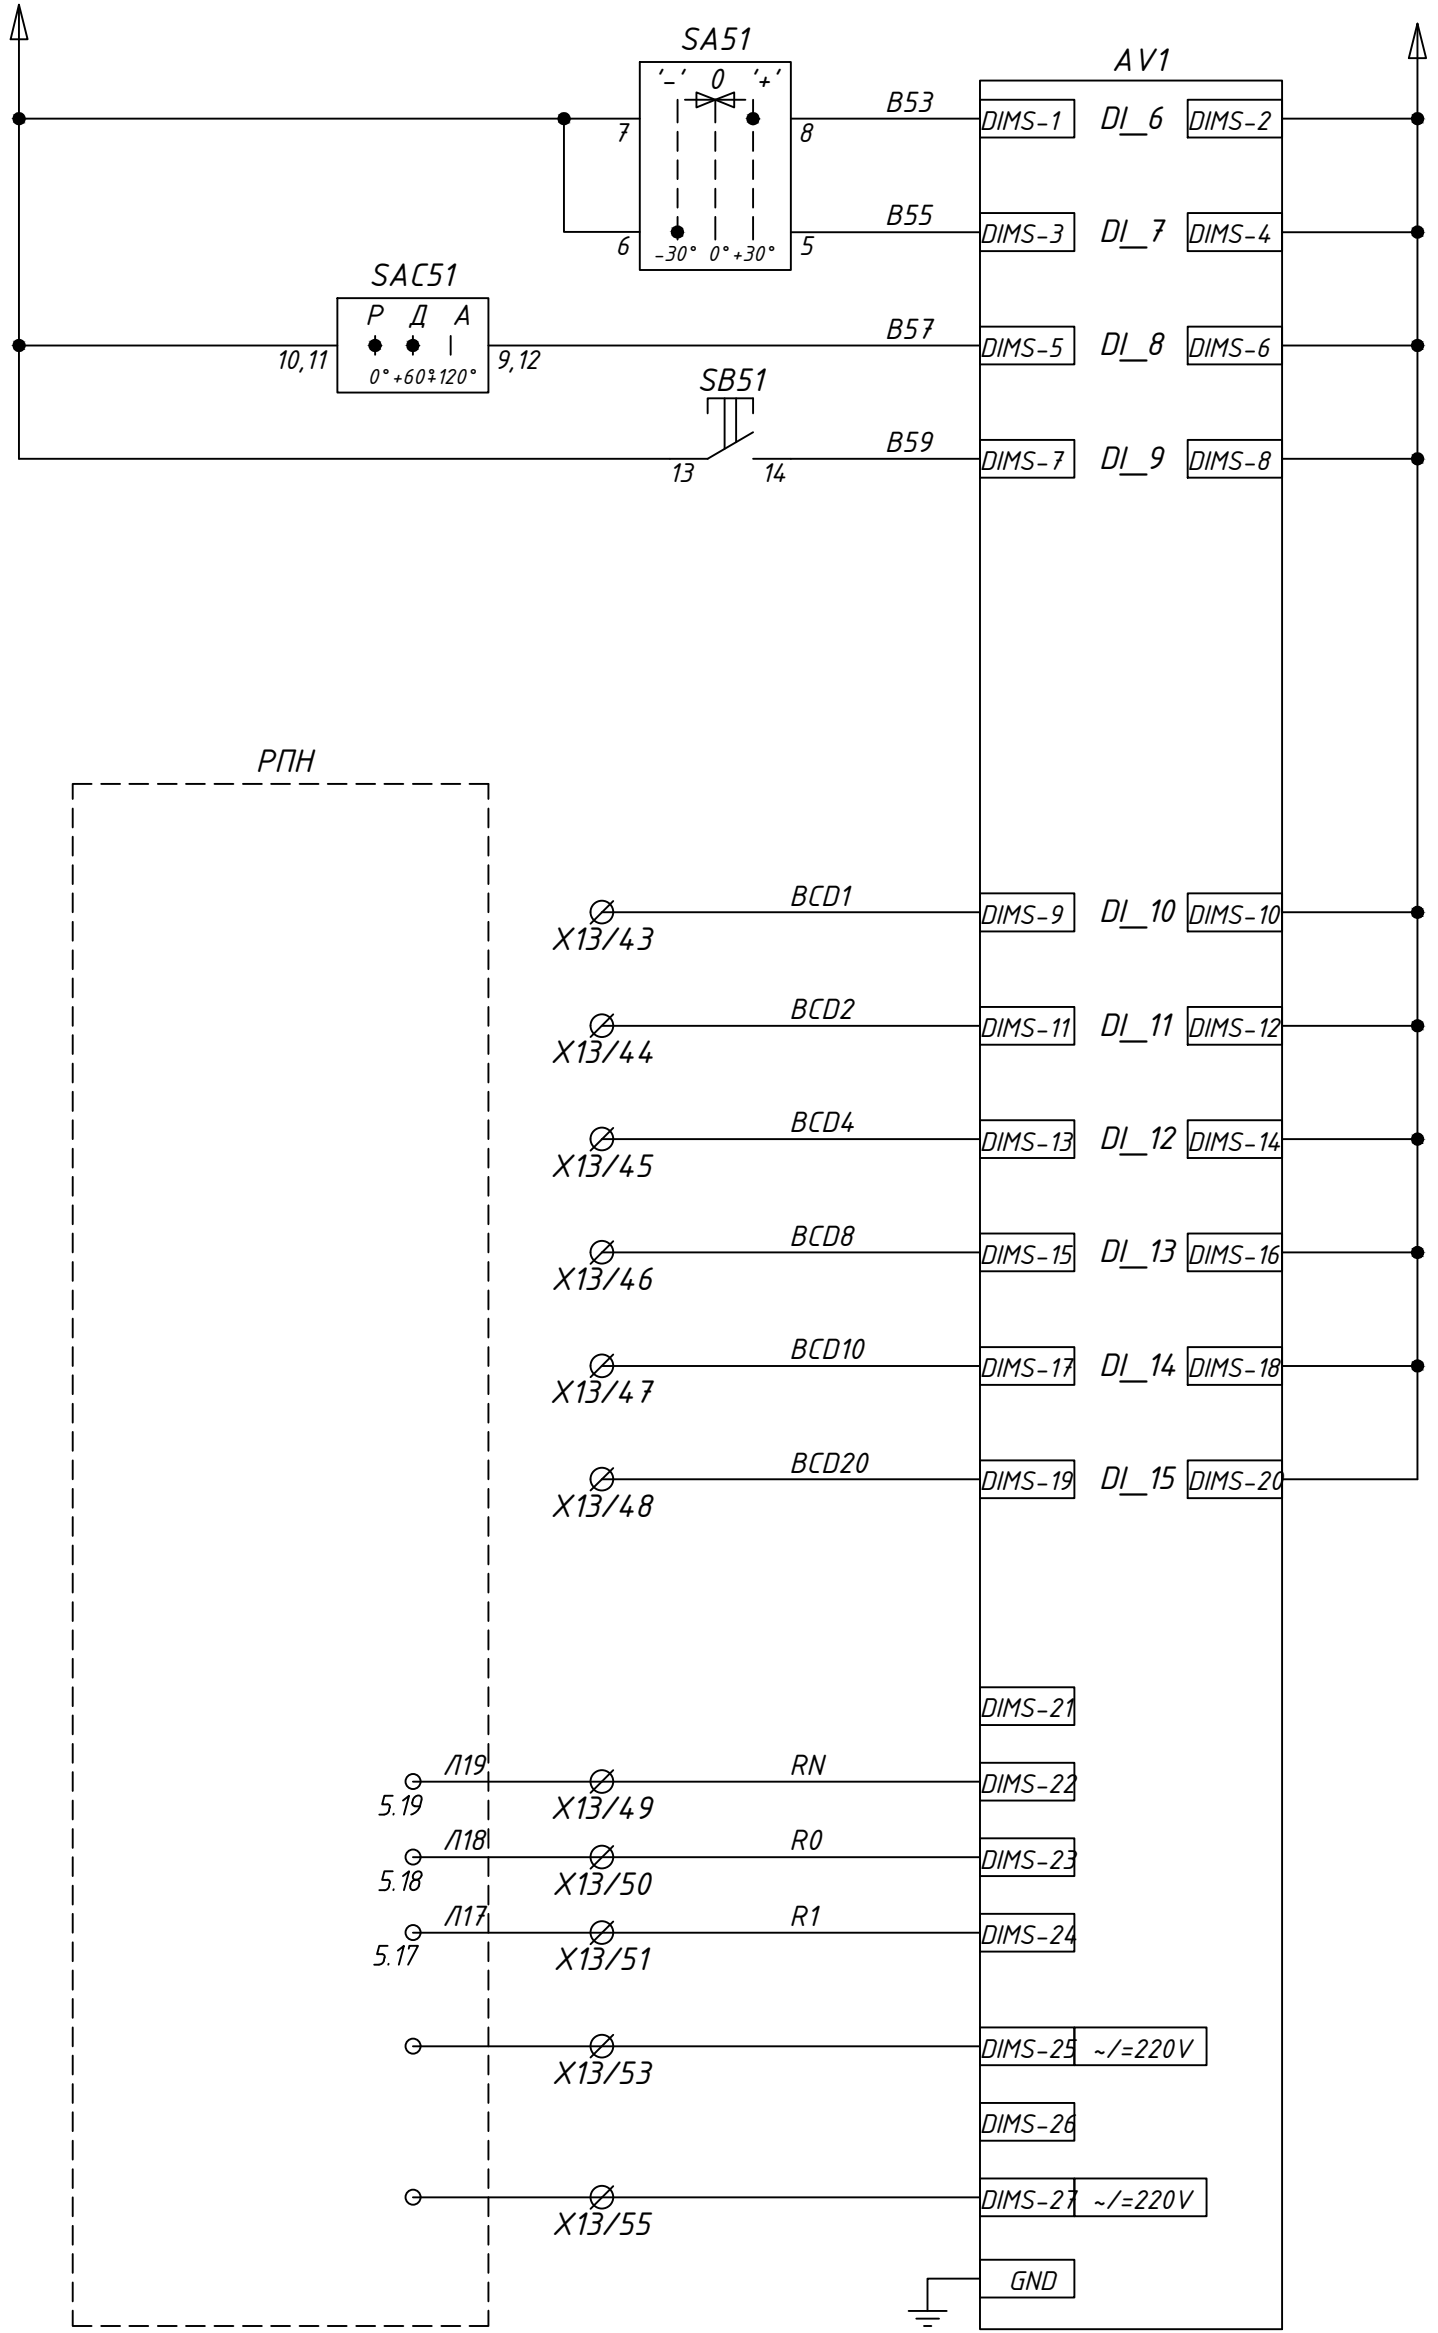 SA51
AV1
'-' 0 '+'
7
8
B53
DIMS-1 DI_6 DIMS-2
6
-30° 0° +30°
5
B55
DIMS-3 DI_7 DIMS-4
SAC51
Р Д А
10,11
0° +60° +120°
9,12
B57
DIMS-5 DI_8 DIMS-6
SB51
13
14
B59
DIMS-7 DI_9 DIMS-8
РПН
BCD1
X13/43
DIMS-9 DI_10 DIMS-10
BCD2
X13/44
DIMS-11 DI_11 DIMS-12
BCD4
X13/45
DIMS-13 DI_12 DIMS-14
BCD8
X13/46
DIMS-15 DI_13 DIMS-16
BCD10
X13/47
DIMS-17 DI_14 DIMS-18
BCD20
X13/48
DIMS-19 DI_15 DIMS-20
DIMS-21
Л19
5.19
X13/49
RN
DIMS-22
Л18
5.18
X13/50
R0
DIMS-23
Л17
5.17
X13/51
R1
DIMS-24
X13/53
DIMS-25 ~/=220V
DIMS-26
X13/55
DIMS-27 ~/=220V
GND